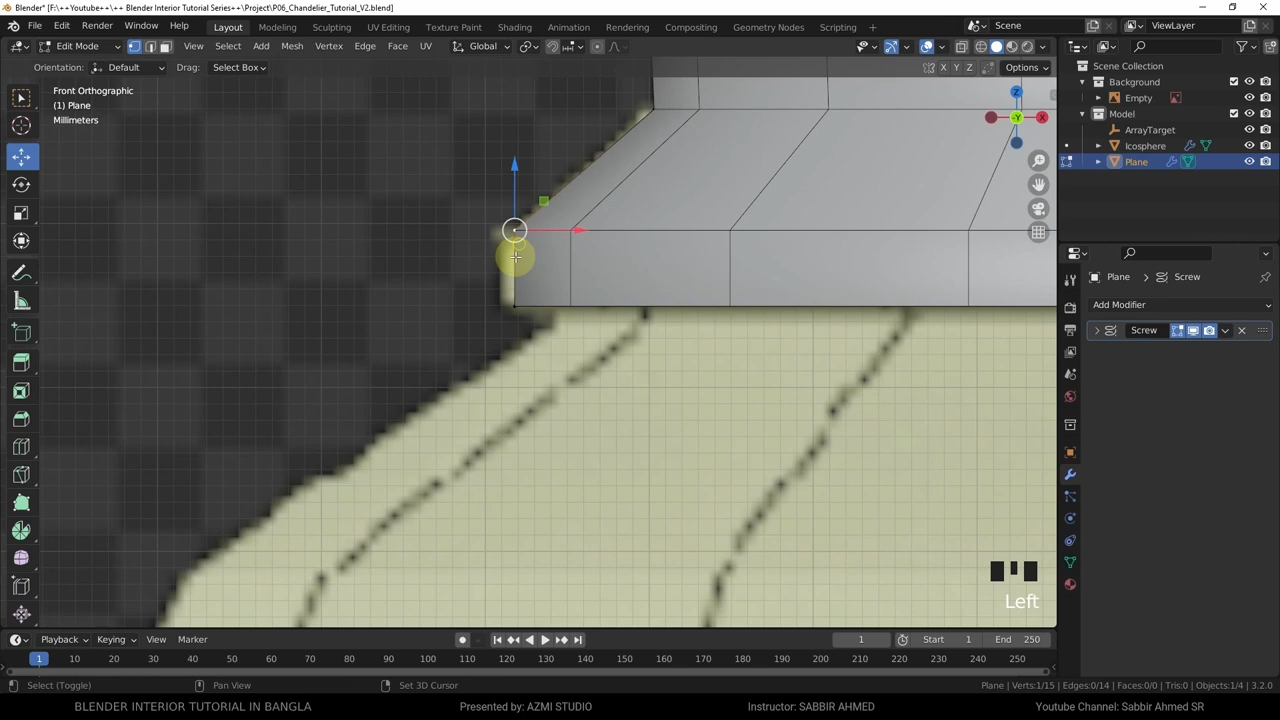 Blender* [F:\++Youtube++\++ Blender Interior Tutorial Series++\Project\P06_Chandelier_Tutorial_V2.blend]
File Edit Render Window Help Layout Modeling Sculpting UV Editing Texture Paint Shading Animation Rendering Compositing Geometry Nodes Scripting Scene ViewLayer
Edit Mode View Select Add Mesh Vertex Edge Face UV Global
Orientation: Default Drag: Select Box X Y Z Options
Scene Collection
Background
Empty
Model
ArrayTarget
Icosphere
Plane
Front Orthographic
(1) Plane
Millimeters
Z
-Y
X
Plane > Screw
Add Modifier
Screw
Left
Playback Keying View Marker 1 Start 1 End 250
1 10 20 30 40 50 60 70 80 90 100 110 120 130 140 150 160 170 180 190 200 210 220 230 240 250
Select (Toggle) Pan View Set 3D Cursor Plane | Verts:1/15 | Edges:0/14 | Faces:0/0 | Tris:0 | Objects:1/4 | 3.2.0
BLENDER INTERIOR TUTORIAL IN BANGLA Presented by: AZMI STUDIO Instructor: SABBIR AHMED Youtube Channel: Sabbir Ahmed SR